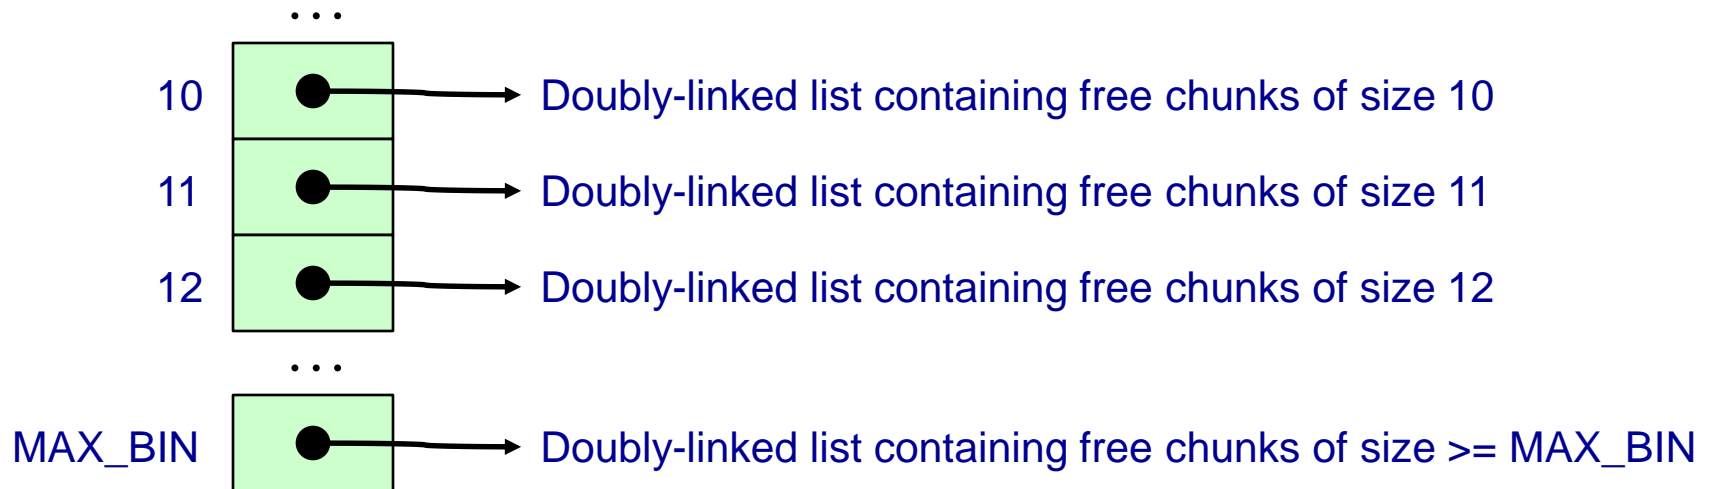 ...
10 Doubly-linked list containing free chunks of size 10
11 Doubly-linked list containing free chunks of size 11
12 Doubly-linked list containing free chunks of size 12
...
MAX_BIN Doubly-linked list containing free chunks of size >= MAX_BIN